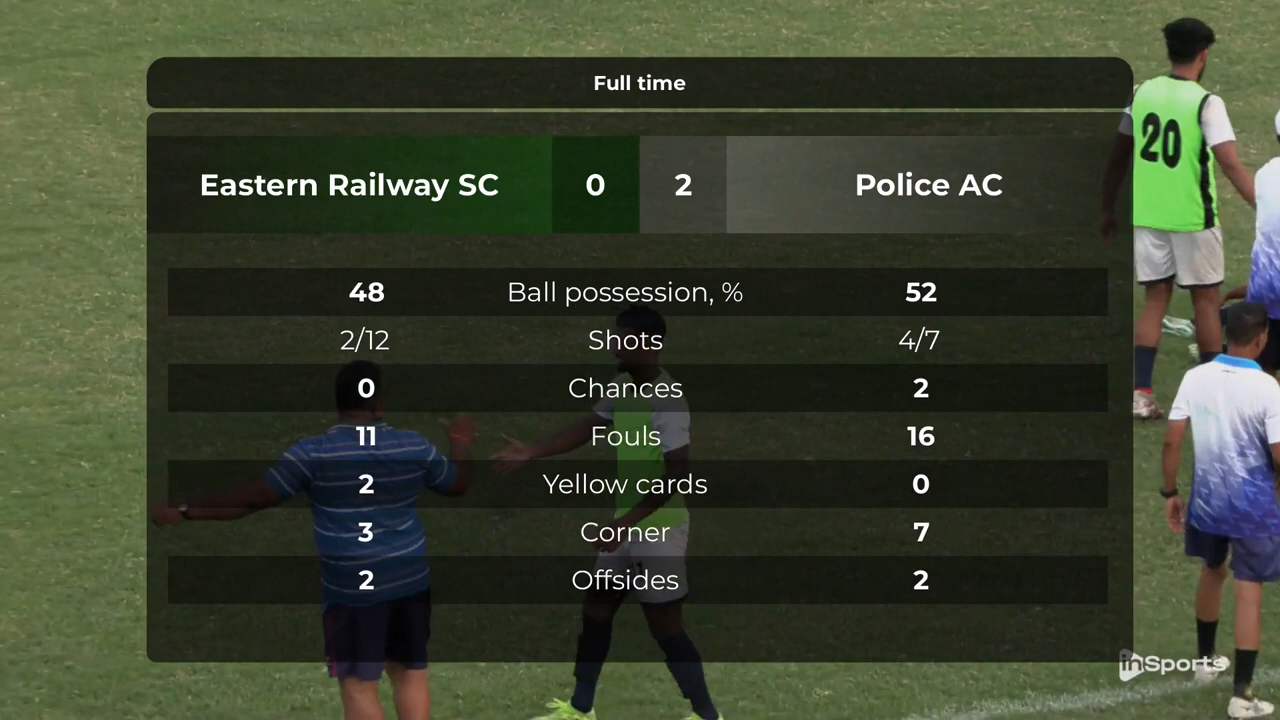 Full time
Eastern Railway SC 0 2 Police AC
48 Ball possession, % 52
2/12 Shots 4/7
0 Chances 2
11 Fouls 16
2 Yellow cards 0
3 Corner 7
2 Offsides 2
20
inSports